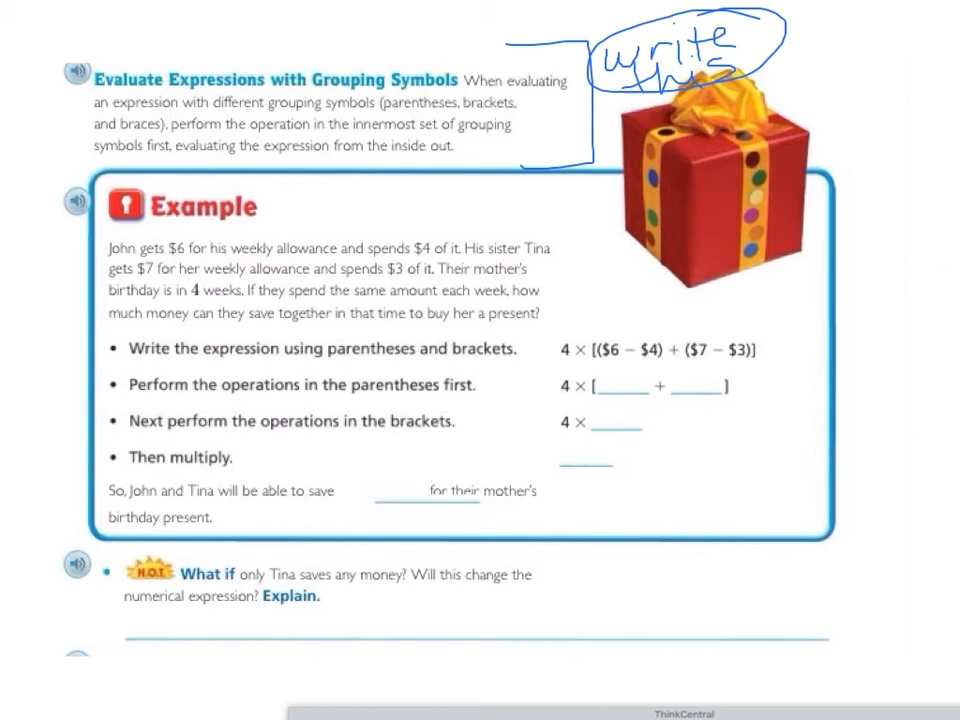 write
this
Evaluate Expressions with Grouping Symbols When evaluating
an expression with different grouping symbols (parentheses, brackets,
and braces), perform the operation in the innermost set of grouping
symbols first, evaluating the expression from the inside out.
Example
John gets $6 for his weekly allowance and spends $4 of it. His sister Tina
gets $7 for her weekly allowance and spends $3 of it. Their mother's
birthday is in 4 weeks. If they spend the same amount each week, how
much money can they save together in that time to buy her a present?
• Write the expression using parentheses and brackets. 4 × [($6 − $4) + ($7 − $3)]
• Perform the operations in the parentheses first. 4 × [_____ + _____]
• Next perform the operations in the brackets. 4 × _____
• Then multiply. _____
So, John and Tina will be able to save _____ for their mother's
birthday present.
• H.O.T. What if only Tina saves any money? Will this change the
numerical expression? Explain.
ThinkCentral